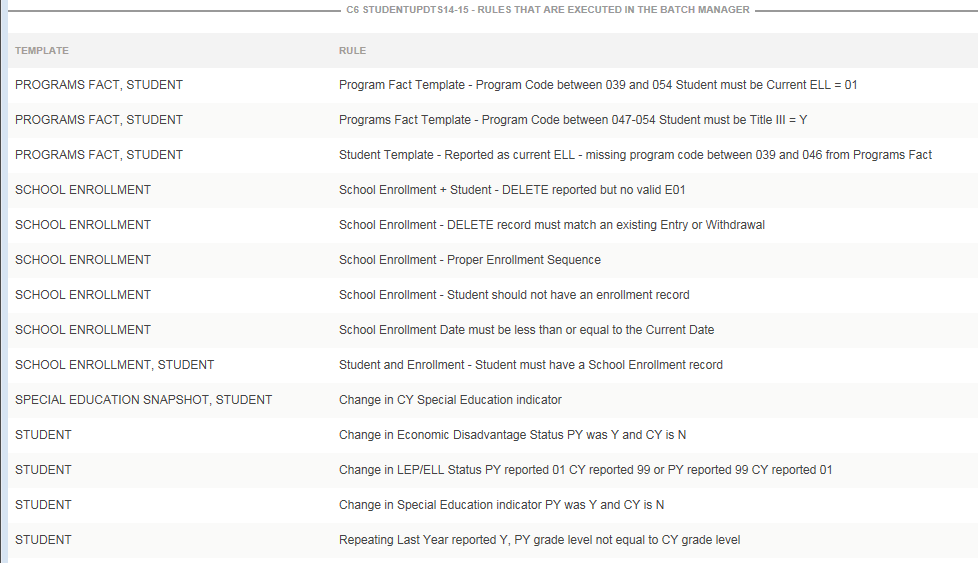 C6 STUDENTUPDTS14-15 - RULES THAT ARE EXECUTED IN THE BATCH MANAGER
TEMPLATE RULE
PROGRAMS FACT, STUDENT Program Fact Template - Program Code between 039 and 054 Student must be Current ELL = 01
PROGRAMS FACT, STUDENT Programs Fact Template - Program Code between 047-054 Student must be Title III = Y
PROGRAMS FACT, STUDENT Student Template - Reported as current ELL - missing program code between 039 and 046 from Programs Fact
SCHOOL ENROLLMENT School Enrollment + Student - DELETE reported but no valid E01
SCHOOL ENROLLMENT School Enrollment - DELETE record must match an existing Entry or Withdrawal
SCHOOL ENROLLMENT School Enrollment - Proper Enrollment Sequence
SCHOOL ENROLLMENT School Enrollment - Student should not have an enrollment record
SCHOOL ENROLLMENT School Enrollment Date must be less than or equal to the Current Date
SCHOOL ENROLLMENT, STUDENT Student and Enrollment - Student must have a School Enrollment record
SPECIAL EDUCATION SNAPSHOT, STUDENT Change in CY Special Education indicator
STUDENT Change in Economic Disadvantage Status PY was Y and CY is N
STUDENT Change in LEP/ELL Status PY reported 01 CY reported 99 or PY reported 99 CY reported 01
STUDENT Change in Special Education indicator PY was Y and CY is N
STUDENT Repeating Last Year reported Y, PY grade level not equal to CY grade level